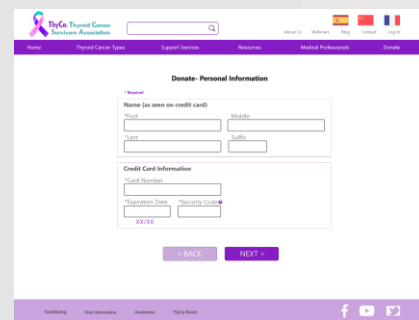 ThyCa: Thyroid Cancer
Survivors Association
About Us Webinars Blog Contact Log In
Home Thyroid Cancer Types Support Services Resources Medical Professionals Donate
Donate- Personal Information
* Required
Name (as seen on credit card)
*First Middle
*Last Suffix
Credit Card Information
*Card Number
*Expiration Date *Security Code
XX/XX
< BACK NEXT >
Fundraising Free Information Awareness ThyCa Board